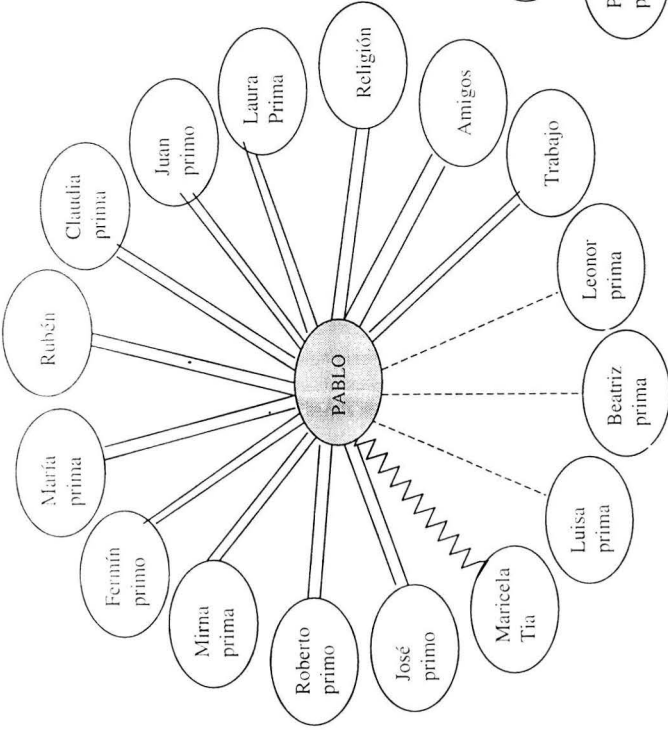 PABLO
Rubén
Claudia
prima
Juan
primo
Laura
Prima
Religión
Amigos
Trabajo
Leonor
prima
Beatriz
prima
Luisa
prima
Maricela
Tia
José
primo
Roberto
primo
Mirna
prima
Fermín
primo
María
prima